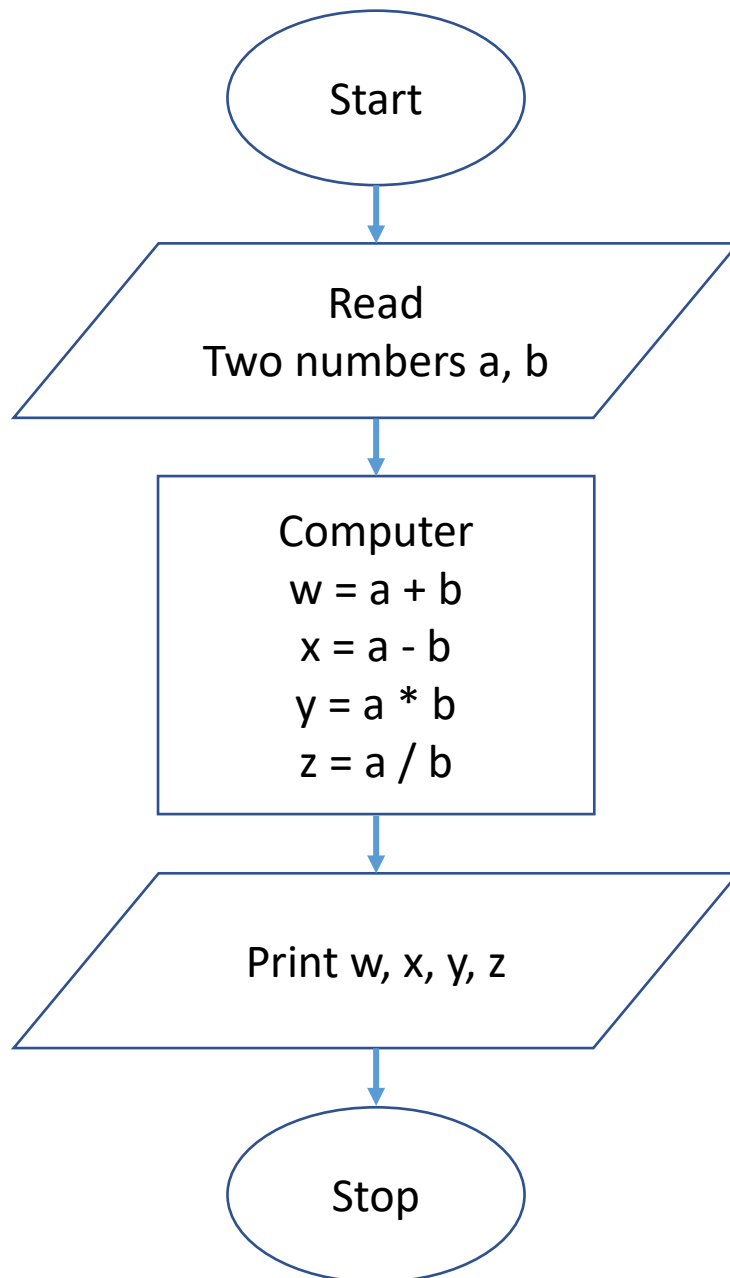 Start
Read
Two numbers a, b
Computer
w = a + b
x = a - b
y = a * b
z = a / b
Print w, x, y, z
Stop